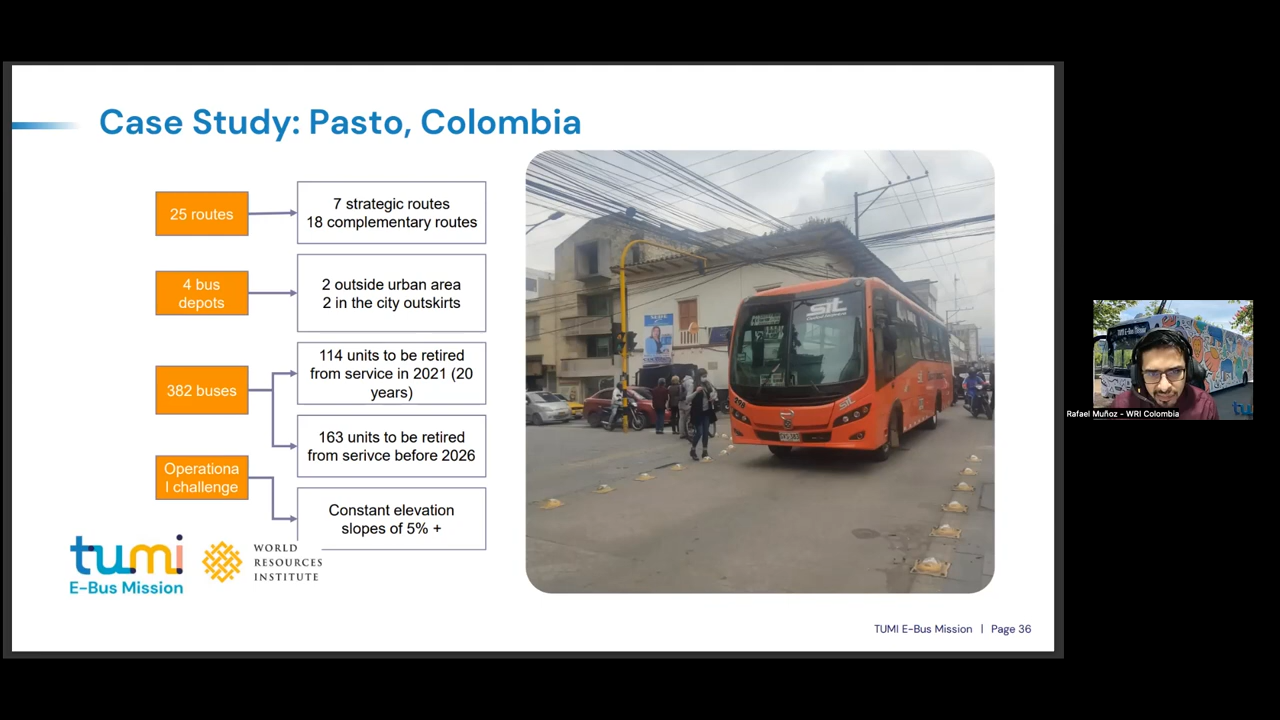 Case Study: Pasto, Colombia
25 routes
7 strategic routes
18 complementary routes
4 bus
depots
2 outside urban area
2 in the city outskirts
382 buses
114 units to be retired
from service in 2021 (20
years)
163 units to be retired
from serivce before 2026
Operationa
l challenge
Constant elevation
slopes of 5% +
tumi
E-Bus Mission
WORLD
RESOURCES
INSTITUTE
sit
TUMI E-Bus Mission | Page 36
Rafael Muñoz - WRI Colombia